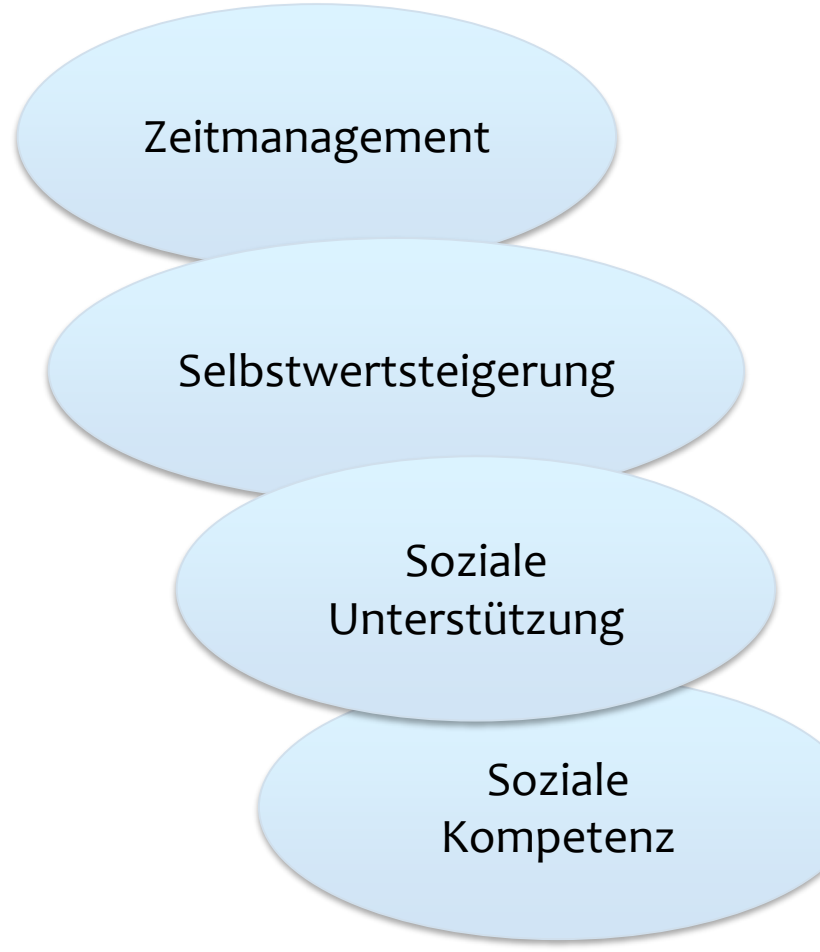 Zeitmanagement
Selbstwertsteigerung
Soziale
Unterstützung
Soziale
Kompetenz